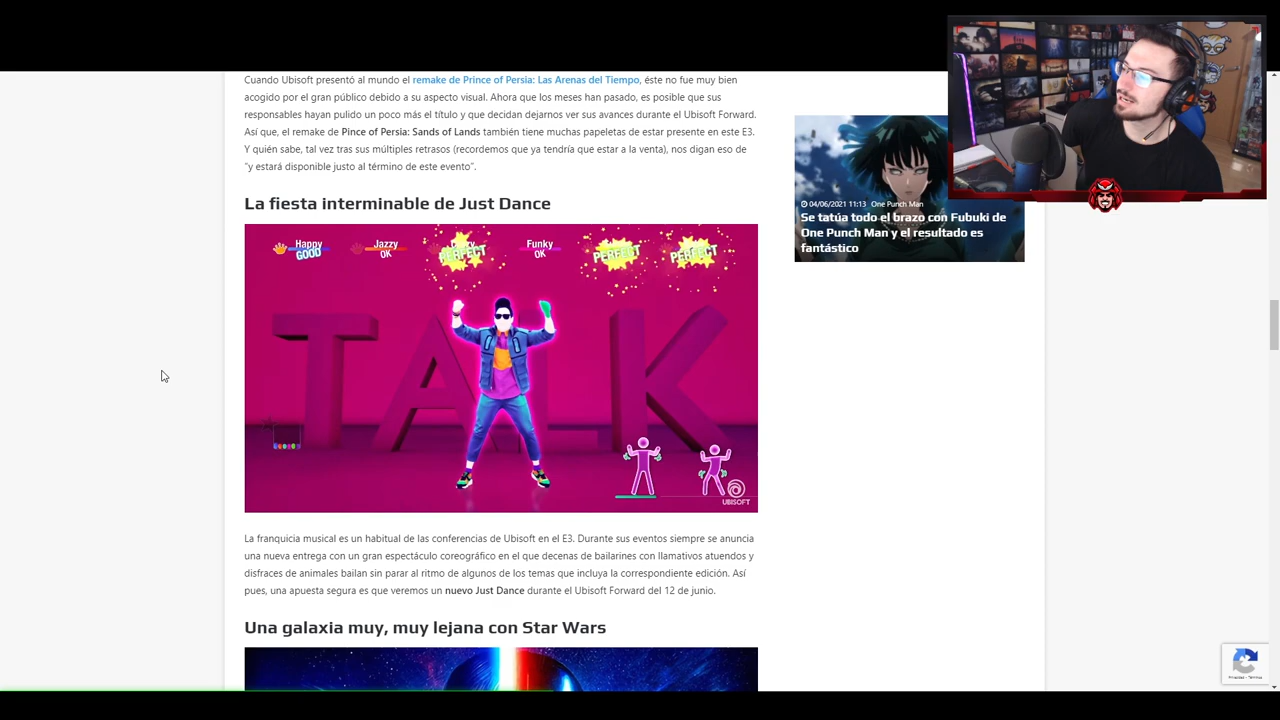 Cuando Ubisoft presentó al mundo el remake de Prince of Persia: Las Arenas del Tiempo, éste no fue muy bien
acogido por el gran público debido a su aspecto visual. Ahora que los meses han pasado, es posible que sus
responsables hayan pulido un poco más el título y que decidan dejarnos ver sus avances durante el Ubisoft Forward.
Así que, el remake de Pince of Persia: Sands of Lands también tiene muchas papeletas de estar presente en este E3.
Y quién sabe, tal vez tras sus múltiples retrasos (recordemos que ya tendría que estar a la venta), nos digan eso de
“y estará disponible justo al término de este evento”.
04/06/2021 11:13 One Punch Man
Se tatúa todo el brazo con Fubuki de
One Punch Man y el resultado es
fantástico
La fiesta interminable de Just Dance
Happy GOOD
Jazzy OK
PERFECT
Funky OK
PERFECT
PERFECT
TALK
UBISOFT
La franquicia musical es un habitual de las conferencias de Ubisoft en el E3. Durante sus eventos siempre se anuncia
una nueva entrega con un gran espectáculo coreográfico en el que decenas de bailarines con llamativos atuendos y
disfraces de animales bailan sin parar al ritmo de algunos de los temas que incluya la correspondiente edición. Así
pues, una apuesta segura es que veremos un nuevo Just Dance durante el Ubisoft Forward del 12 de junio.
Una galaxia muy, muy lejana con Star Wars
Privacidad - Términos